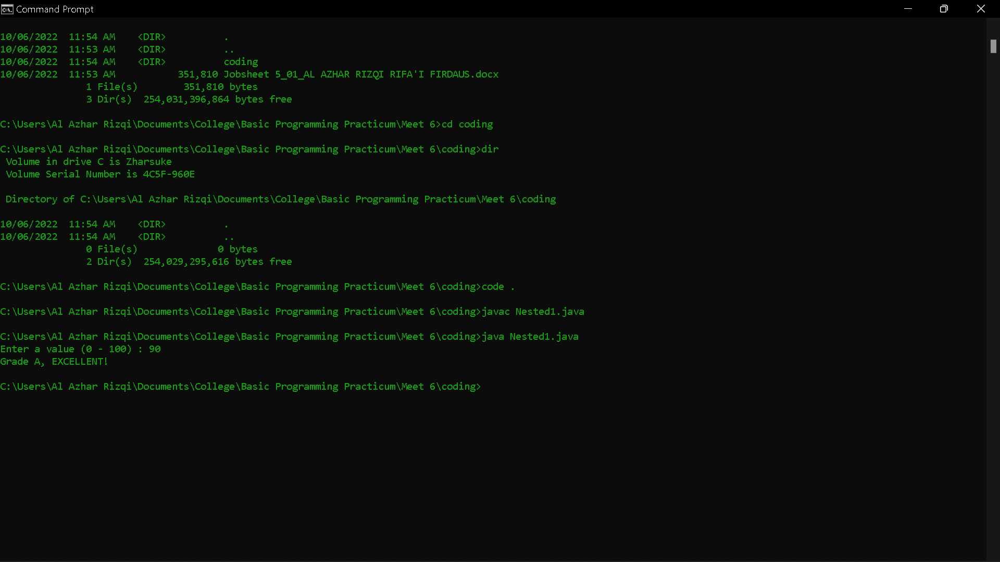 Command Prompt
10/06/2022  11:54 AM    <DIR>          .
10/06/2022  11:53 AM    <DIR>          ..
10/06/2022  11:54 AM    <DIR>          coding
10/06/2022  11:53 AM           351,810 Jobsheet 5_01_AL AZHAR RIZQI RIFA'I FIRDAUS.docx
               1 File(s)        351,810 bytes
               3 Dir(s)  254,031,396,864 bytes free
C:\Users\Al Azhar Rizqi\Documents\College\Basic Programming Practicum\Meet 6>cd coding
C:\Users\Al Azhar Rizqi\Documents\College\Basic Programming Practicum\Meet 6\coding>dir
 Volume in drive C is Zharsuke
 Volume Serial Number is 4C5F-960E
 Directory of C:\Users\Al Azhar Rizqi\Documents\College\Basic Programming Practicum\Meet 6\coding
10/06/2022  11:54 AM    <DIR>          .
10/06/2022  11:54 AM    <DIR>          ..
               0 File(s)              0 bytes
               2 Dir(s)  254,029,295,616 bytes free
C:\Users\Al Azhar Rizqi\Documents\College\Basic Programming Practicum\Meet 6\coding>code .
C:\Users\Al Azhar Rizqi\Documents\College\Basic Programming Practicum\Meet 6\coding>javac Nested1.java
C:\Users\Al Azhar Rizqi\Documents\College\Basic Programming Practicum\Meet 6\coding>java Nested1.java
Enter a value (0 - 100) : 90
Grade A, EXCELLENT!
C:\Users\Al Azhar Rizqi\Documents\College\Basic Programming Practicum\Meet 6\coding>